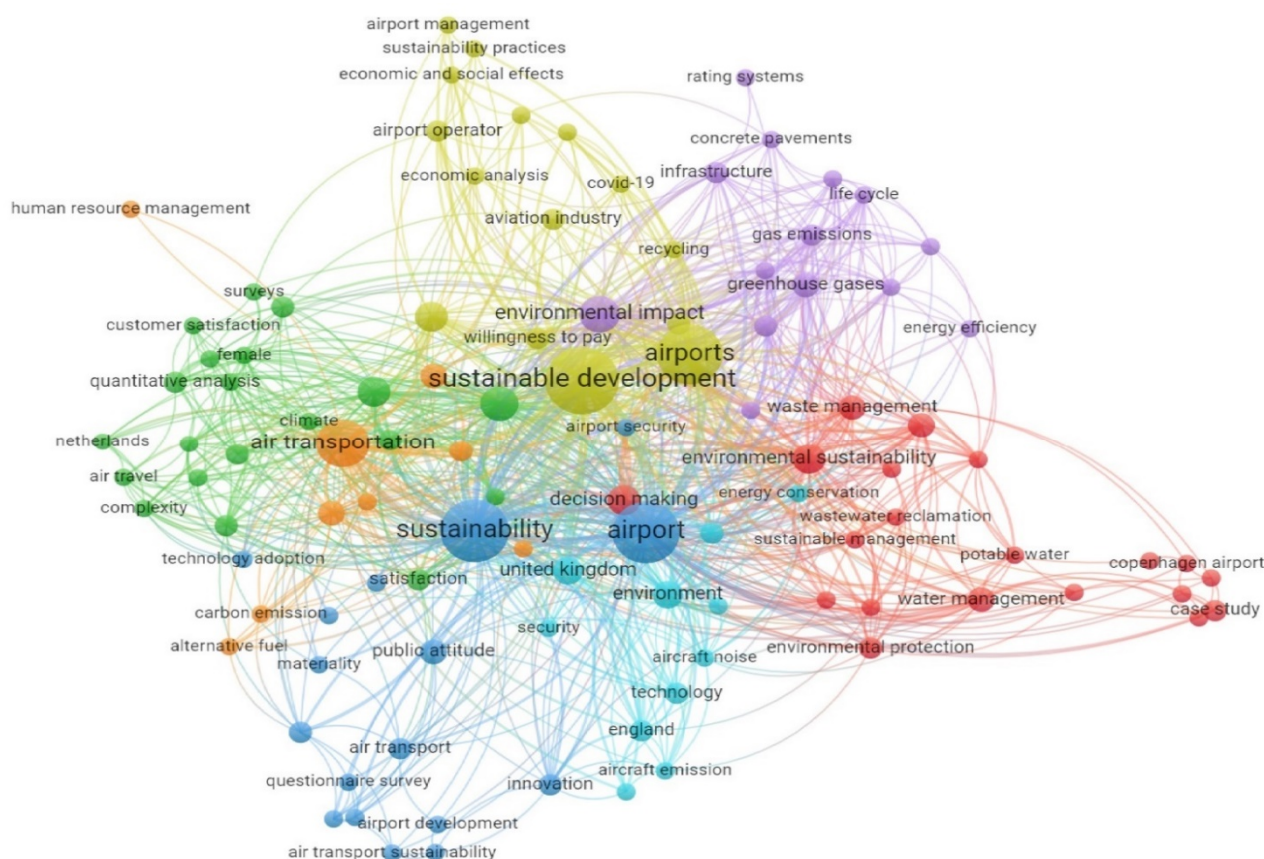 airport management
sustainability practices
economic and social effects
rating systems
airport operator
concrete pavements
infrastructure
economic analysis
covid-19
life cycle
human resource management
aviation industry
gas emissions
recycling
greenhouse gases
surveys
environmental impact
customer satisfaction
energy efficiency
willingness to pay
female
airports
quantitative analysis
sustainable development
waste management
climate
airport security
netherlands
air transportation
environmental sustainability
air travel
energy conservation
decision making
complexity
wastewater reclamation
sustainability
airport
sustainable management
potable water
technology adoption
copenhagen airport
united kingdom
satisfaction
environment
water management
case study
carbon emission
security
alternative fuel
public attitude
environmental protection
materiality
aircraft noise
technology
england
air transport
aircraft emission
questionnaire survey
innovation
airport development
air transport sustainability